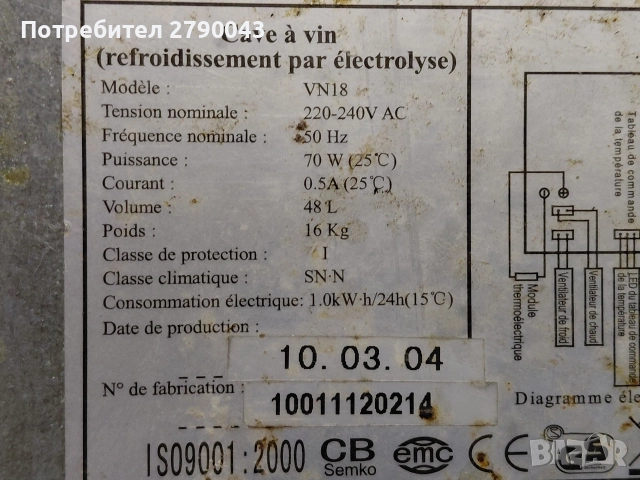 Потребител 2790043
Cave à vin
(refroidissement par électrolyse)
Modèle : VN18
Tension nominale : 220-240V AC
Fréquence nominale : 50 Hz
Puissance : 70 W (25℃)
Courant : 0.5A (25℃)
Volume : 48 L
Poids : 16 Kg
Classe de protection : I
Classe climatique : SN·N
Consommation électrique: 1.0kW·h/24h(15℃)
Date de production :
10. 03. 04
N° de fabrication :
10011120214
ISO9001:2000 CB Semko emc CE GS
Tableau de commande
de la température
Module
thermoélectrique
Ventilateur de froid
Ventilateur de chaud
LED du tableau de commande
de la température
Diagramme éle
BAZAR